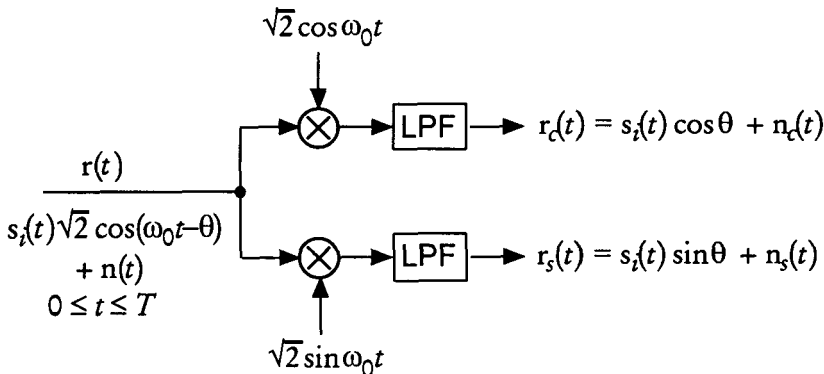 √2 cos ω₀t
LPF
r_c(t) = s_i(t) cos θ + n_c(t)
r(t)
s_i(t)√2 cos(ω₀t–θ)
+ n(t)
0 ≤ t ≤ T
LPF
r_s(t) = s_i(t) sin θ + n_s(t)
√2 sin ω₀t